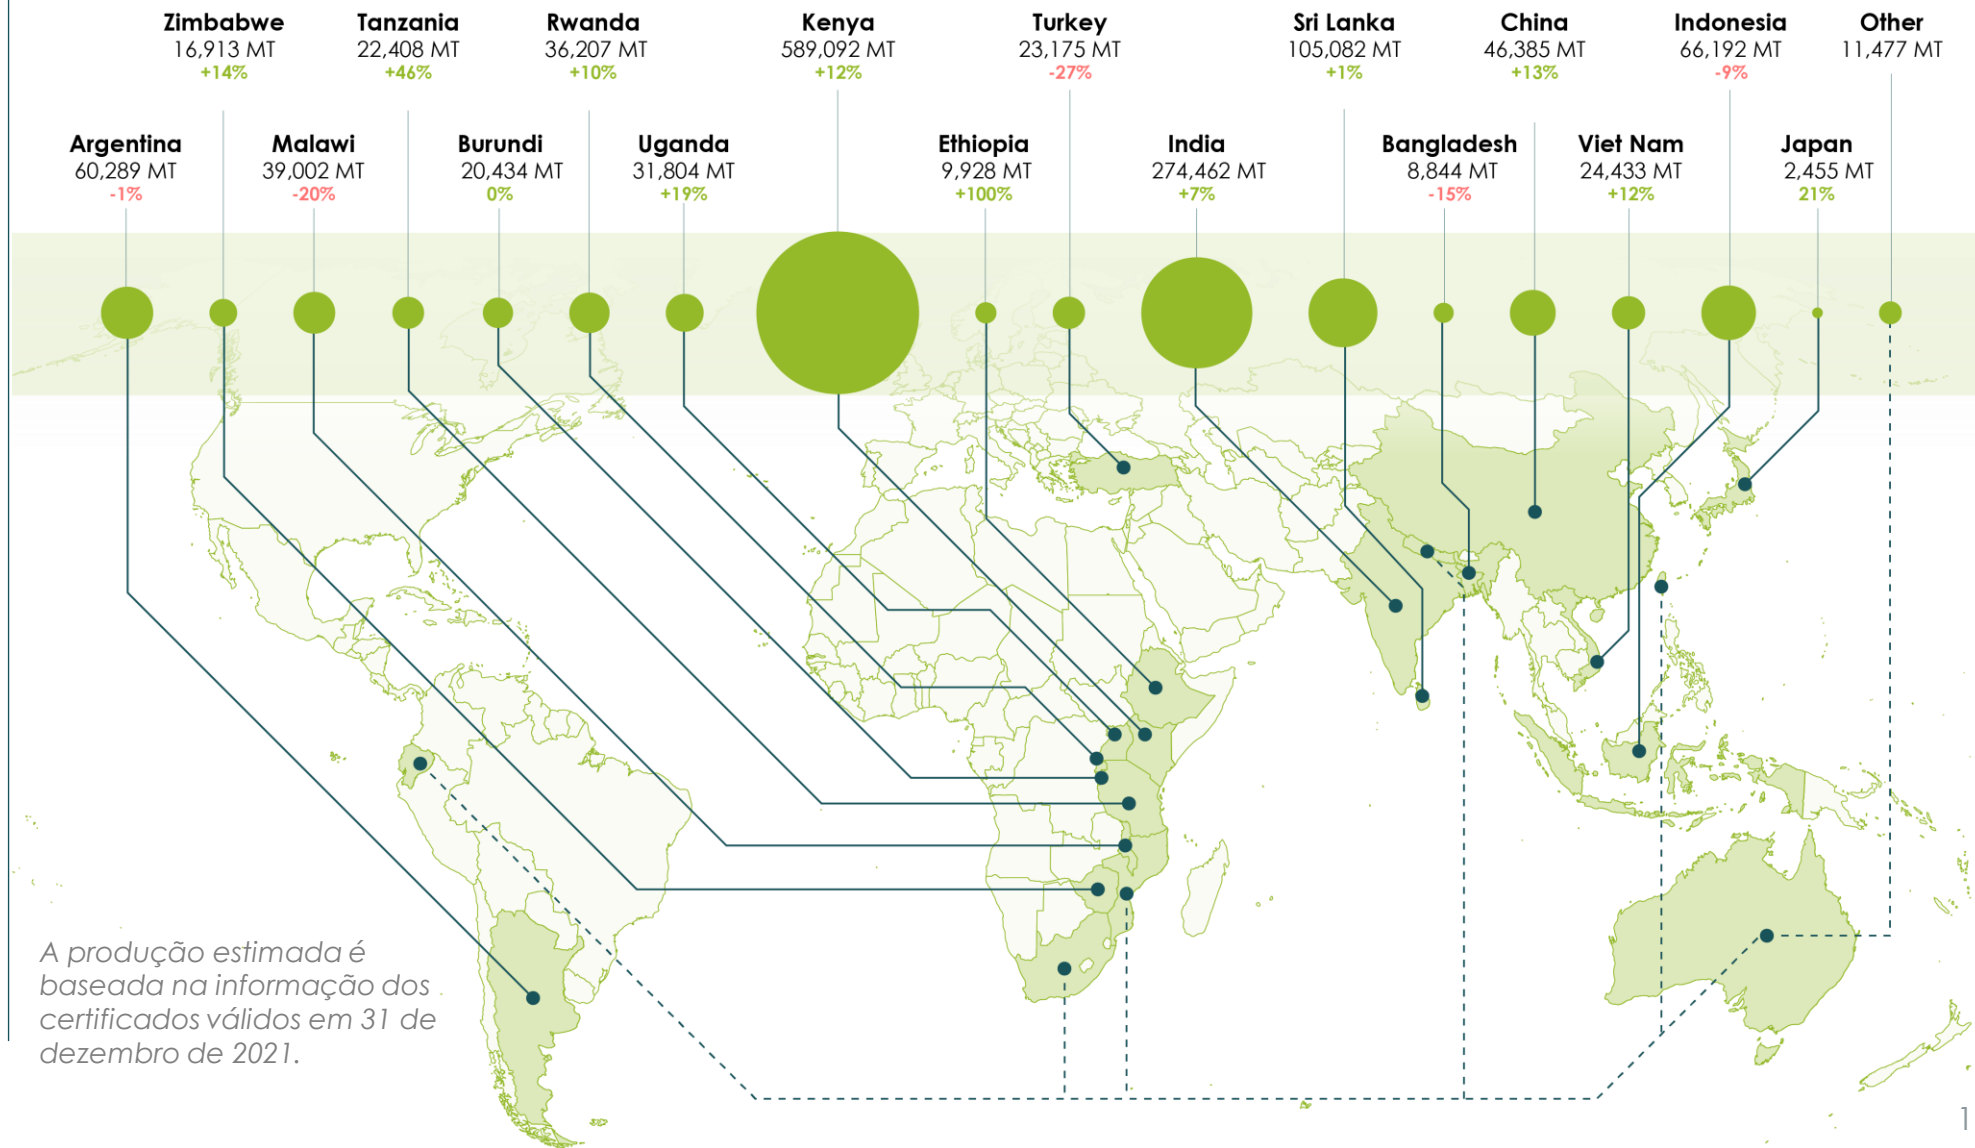 Zimbabwe
16,913 MT
+14%
Tanzania
22,408 MT
+46%
Rwanda
36,207 MT
+10%
Kenya
589,092 MT
+12%
Turkey
23,175 MT
-27%
Sri Lanka
105,082 MT
+1%
China
46,385 MT
+13%
Indonesia
66,192 MT
-9%
Other
11,477 MT
Argentina
60,289 MT
-1%
Malawi
39,002 MT
-20%
Burundi
20,434 MT
0%
Uganda
31,804 MT
+19%
Ethiopia
9,928 MT
+100%
India
274,462 MT
+7%
Bangladesh
8,844 MT
-15%
Viet Nam
24,433 MT
+12%
Japan
2,455 MT
21%
A produção estimada é
baseada na informação dos
certificados válidos em 31 de
dezembro de 2021.
1